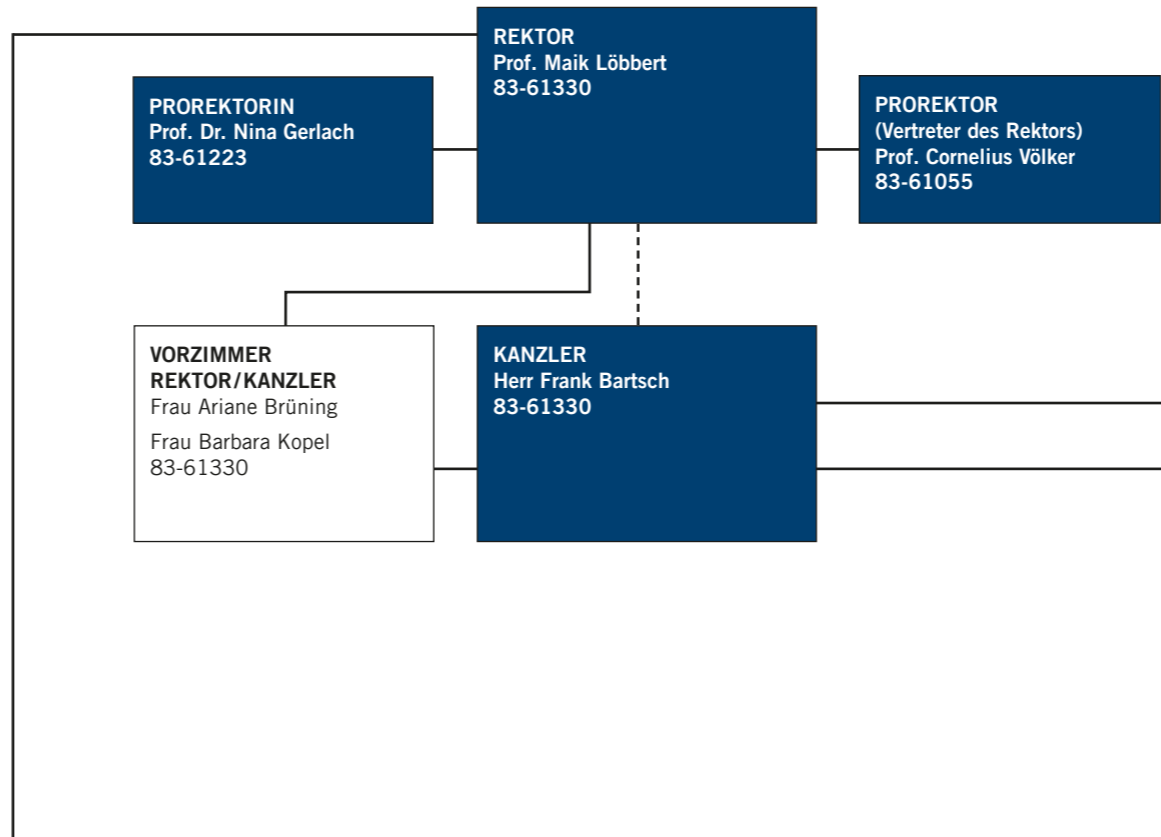 REKTOR
Prof. Maik Löbbert
83-61330
PROREKTORIN
Prof. Dr. Nina Gerlach
83-61223
PROREKTOR
(Vertreter des Rektors)
Prof. Cornelius Völker
83-61055
VORZIMMER
REKTOR/KANZLER
Frau Ariane Brüning
Frau Barbara Kopel
83-61330
KANZLER
Herr Frank Bartsch
83-61330